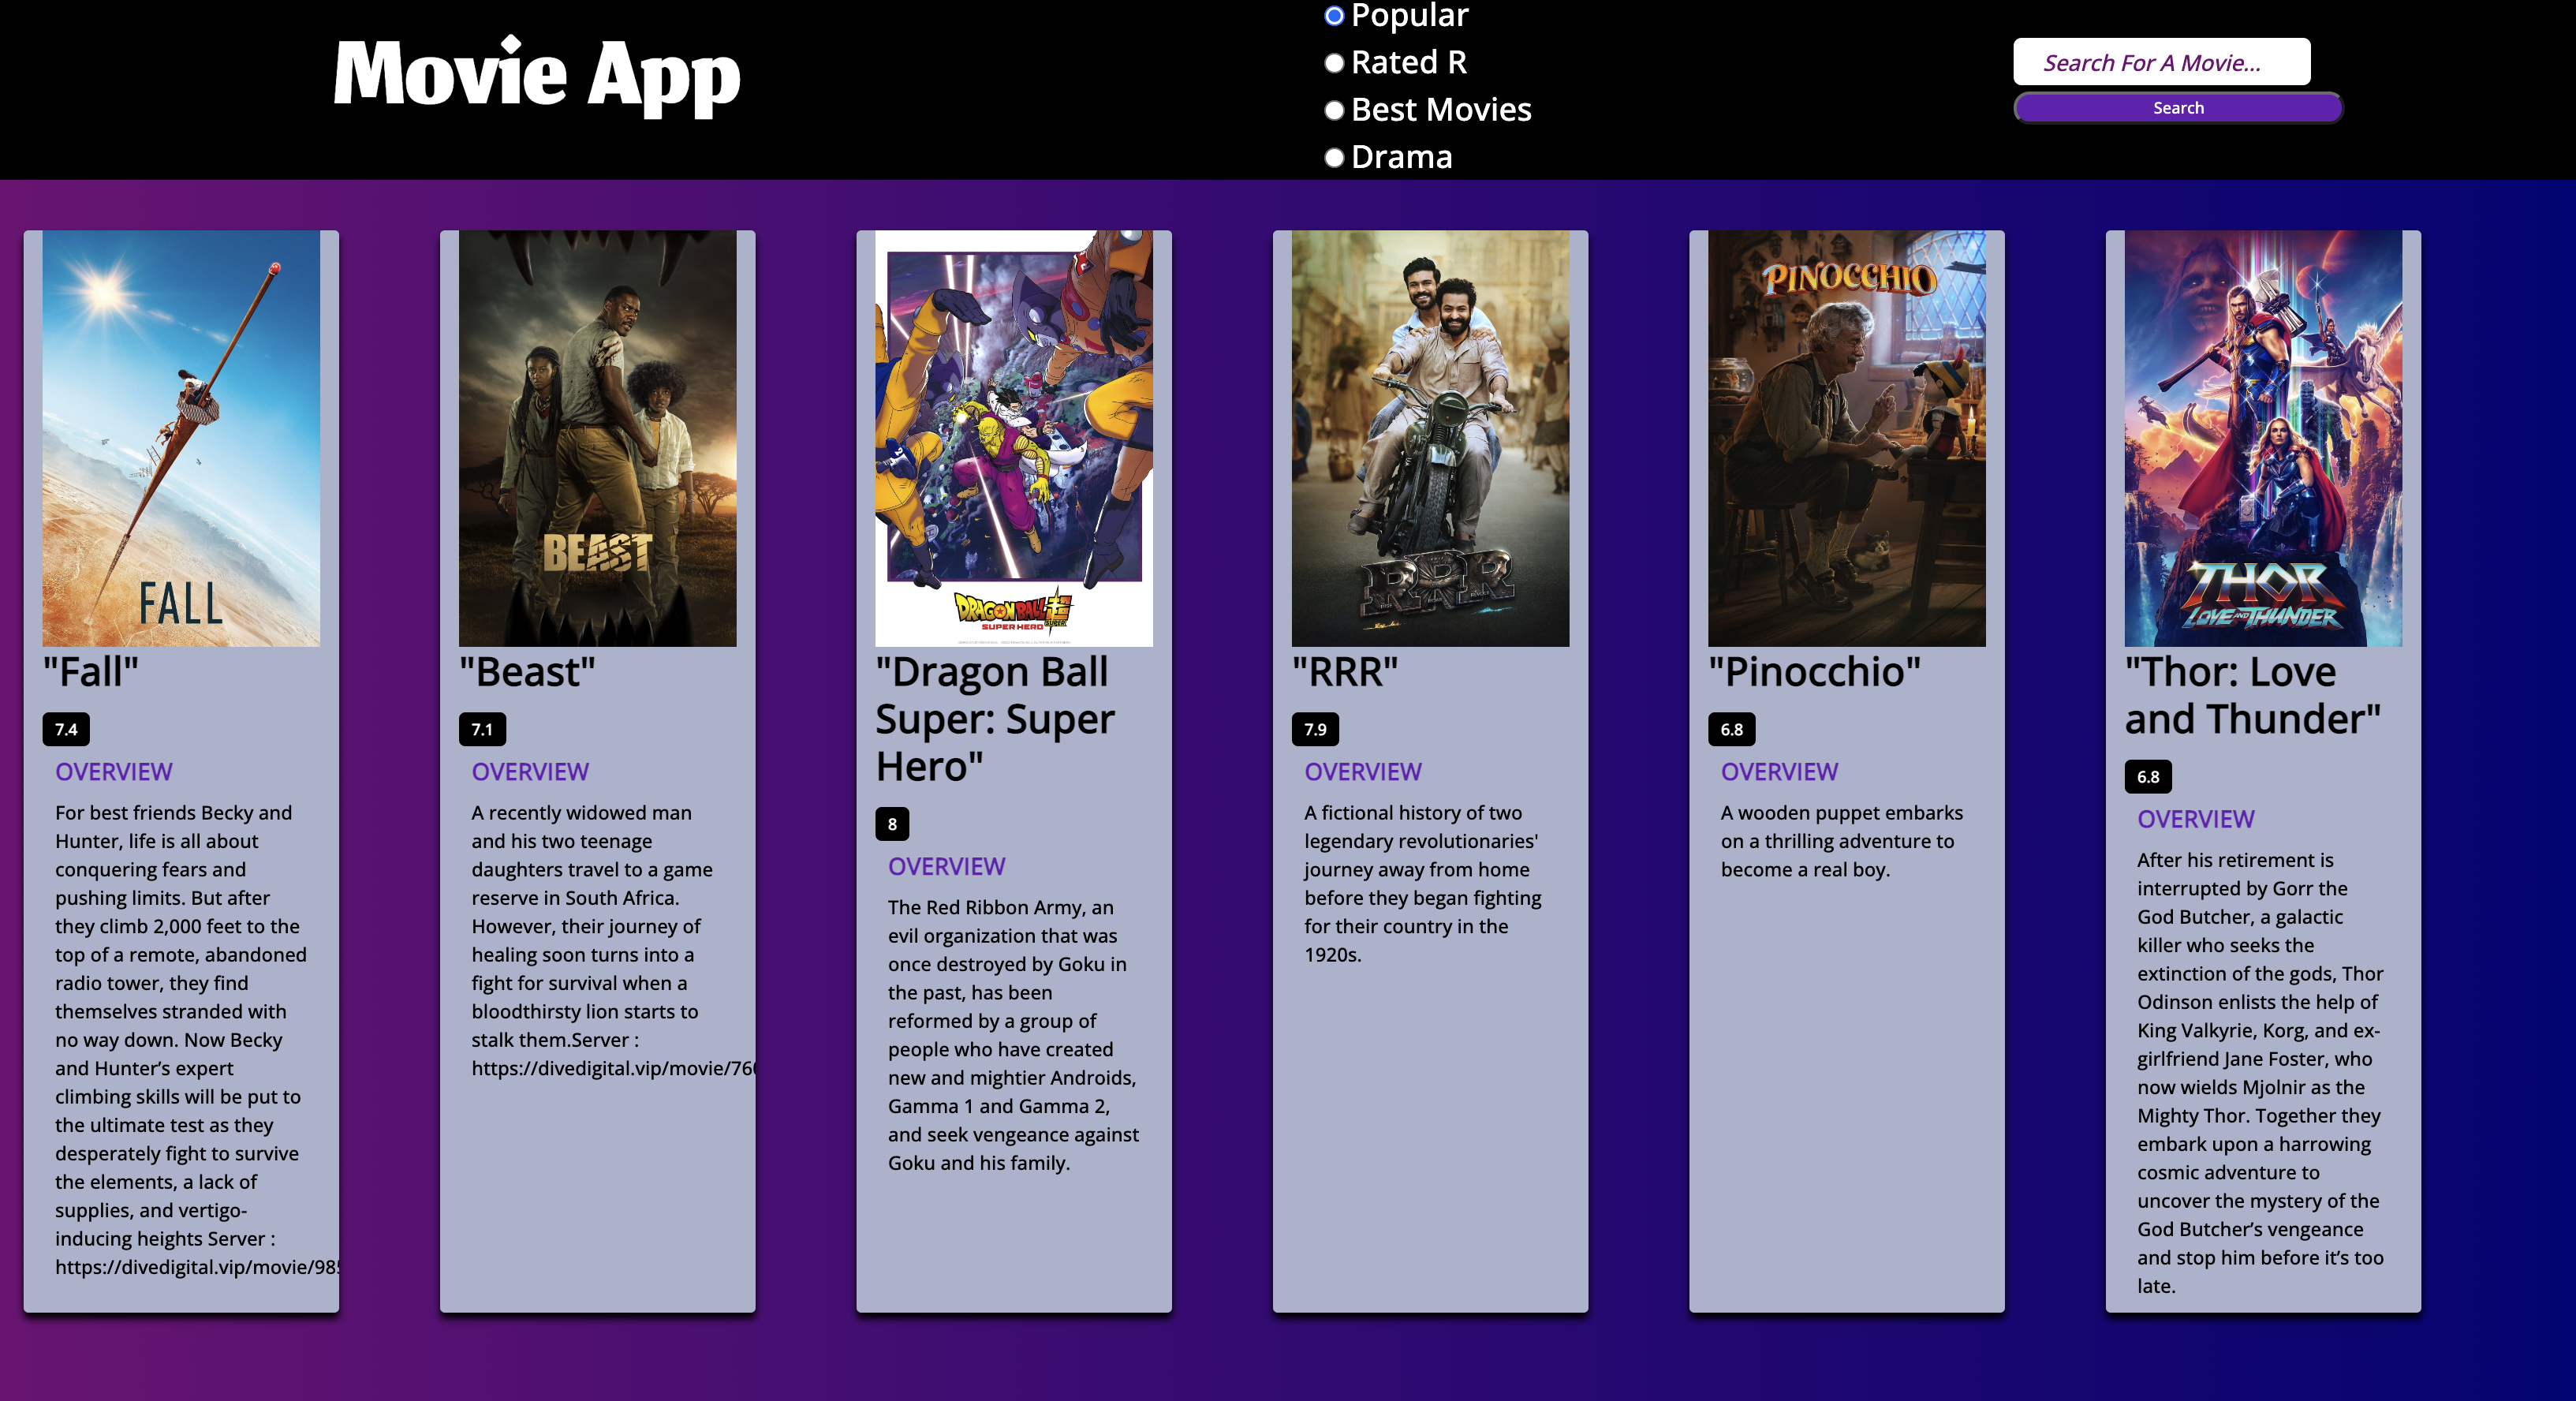 Movie App
Popular
Rated R
Best Movies
Drama
Search For A Movie...
Search
FALL
"Fall"
7.4
OVERVIEW
For best friends Becky and
Hunter, life is all about
conquering fears and
pushing limits. But after
they climb 2,000 feet to the
top of a remote, abandoned
radio tower, they find
themselves stranded with
no way down. Now Becky
and Hunter’s expert
climbing skills will be put to
the ultimate test as they
desperately fight to survive
the elements, a lack of
supplies, and vertigo-
inducing heights Server :
https://divedigital.vip/movie/98
BEAST
"Beast"
7.1
OVERVIEW
A recently widowed man
and his two teenage
daughters travel to a game
reserve in South Africa.
However, their journey of
healing soon turns into a
fight for survival when a
bloodthirsty lion starts to
stalk them.Server :
https://divedigital.vip/movie/76
DRAGON BALL 超 SUPER
SUPER HERO
"Dragon Ball
Super: Super
Hero"
8
OVERVIEW
The Red Ribbon Army, an
evil organization that was
once destroyed by Goku in
the past, has been
reformed by a group of
people who have created
new and mightier Androids,
Gamma 1 and Gamma 2,
and seek vengeance against
Goku and his family.
RRR
"RRR"
7.9
OVERVIEW
A fictional history of two
legendary revolutionaries'
journey away from home
before they began fighting
for their country in the
1920s.
PINOCCHIO
"Pinocchio"
6.8
OVERVIEW
A wooden puppet embarks
on a thrilling adventure to
become a real boy.
THOR
LOVE AND THUNDER
"Thor: Love
and Thunder"
6.8
OVERVIEW
After his retirement is
interrupted by Gorr the
God Butcher, a galactic
killer who seeks the
extinction of the gods, Thor
Odinson enlists the help of
King Valkyrie, Korg, and ex-
girlfriend Jane Foster, who
now wields Mjolnir as the
Mighty Thor. Together they
embark upon a harrowing
cosmic adventure to
uncover the mystery of the
God Butcher’s vengeance
and stop him before it’s too
late.